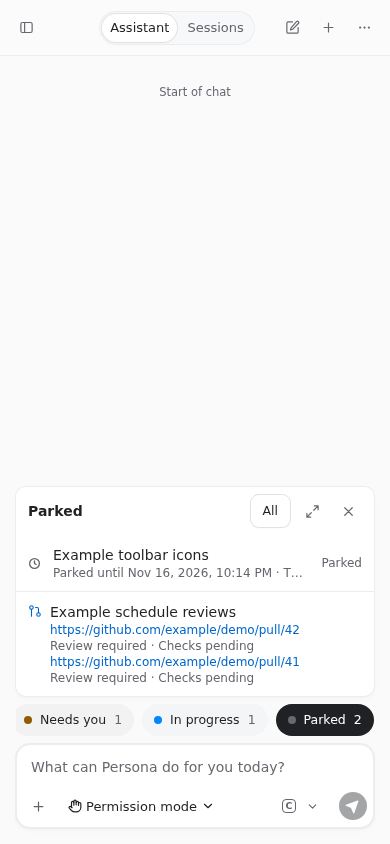 Assistant
Sessions
Start of chat
Parked
All
Example toolbar icons
Parked
Parked until Nov 16, 2026, 10:14 PM · T…
Example schedule reviews
https://github.com/example/demo/pull/42
Review required · Checks pending
https://github.com/example/demo/pull/41
Review required · Checks pending
Needs you 1
In progress 1
Parked 2
What can Persona do for you today?
Permission mode
C